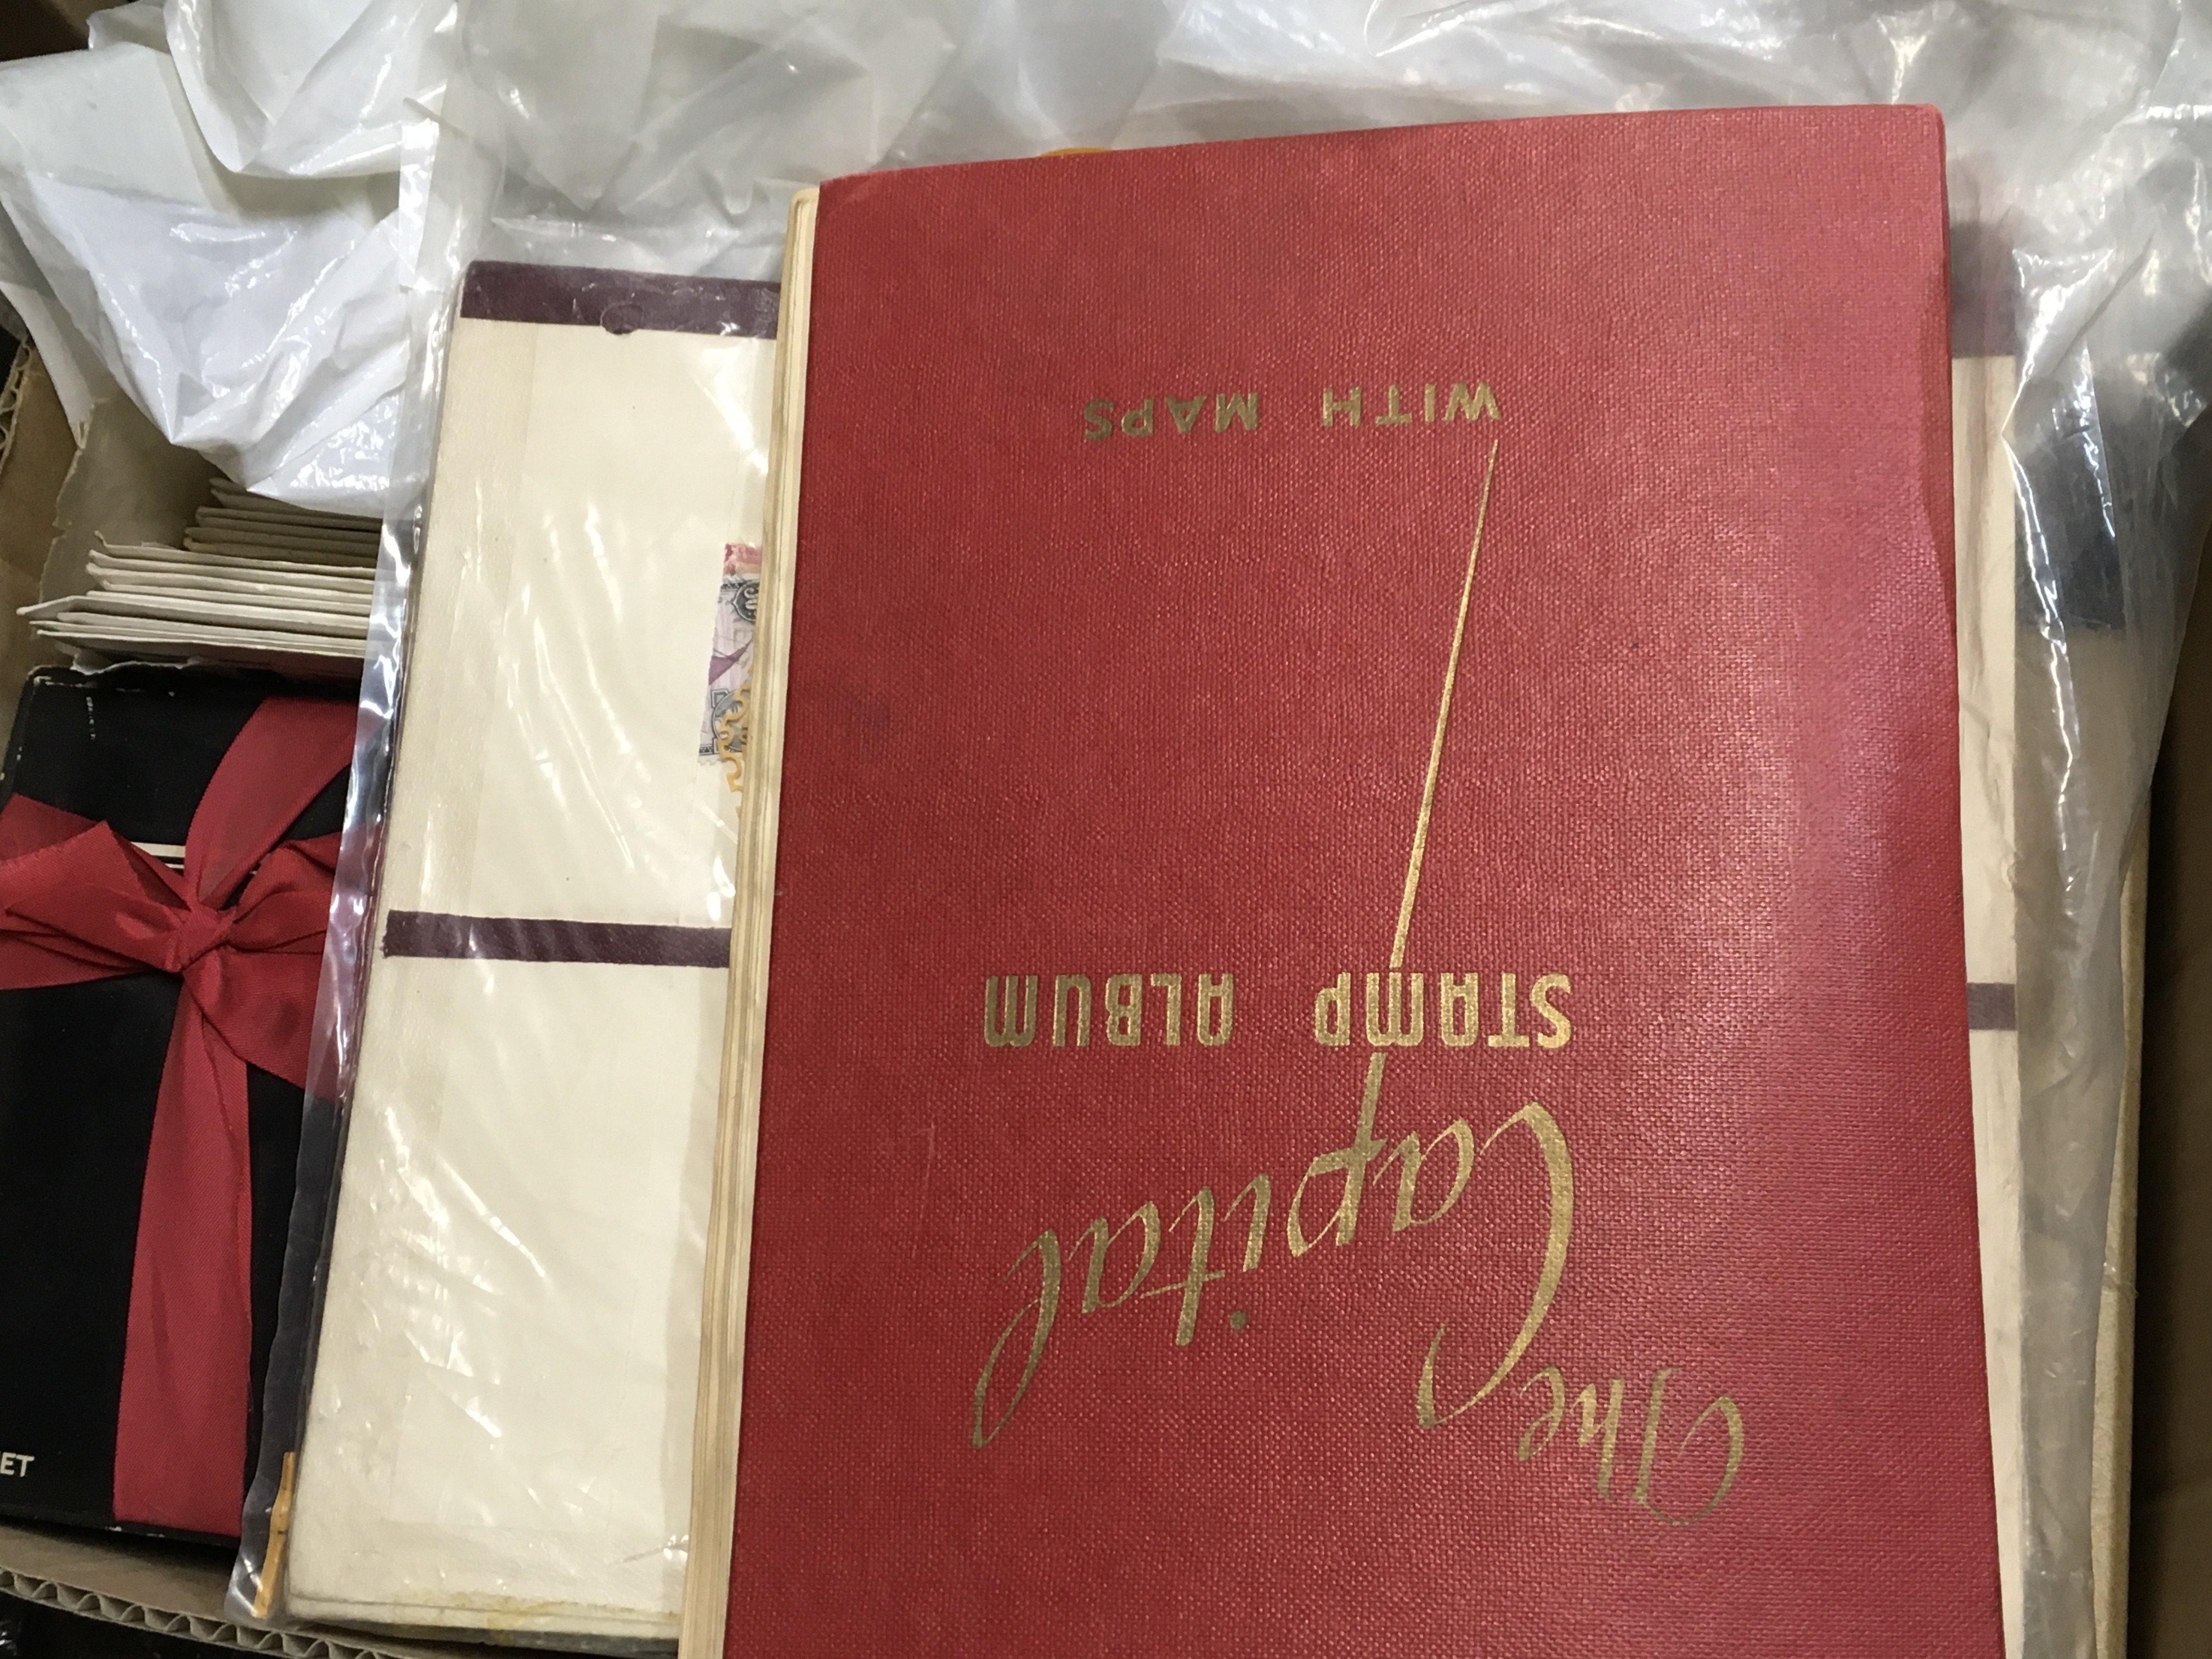 The
Capital
STAMP ALBUM
WITH MAPS
ET